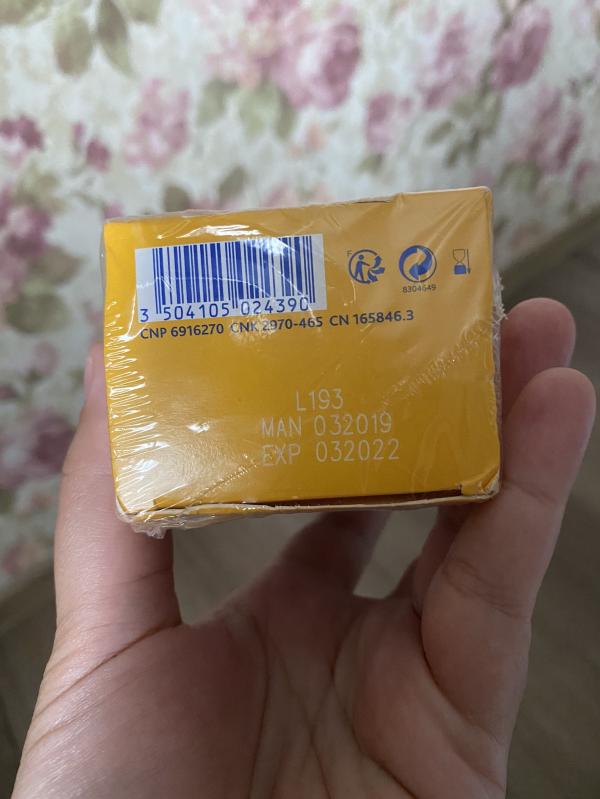 F
8304649
3 504105 024390
CNP 6916270 CNK 2970-465 CN 165846.3
L193
MAN 032019
EXP 032022